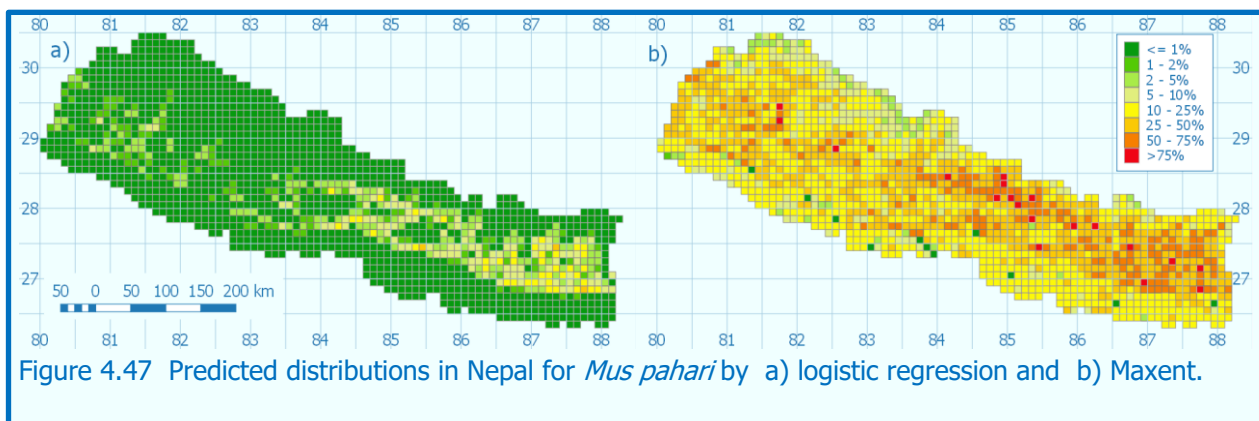 80 81 82 83 84 85 86 87 88 80 81 82 83 84 85 86 87 88
a) b)
<= 1%
1 - 2%
2 - 5%
5 - 10%
10 - 25%
25 - 50%
50 - 75%
>75%
30 30
29 29
28 28
27 27
50 0 50 100 150 200 km
80 81 82 83 84 85 86 87 88 80 81 82 83 84 85 86 87 88
Figure 4.47 Predicted distributions in Nepal for Mus pahari by a) logistic regression and b) Maxent.